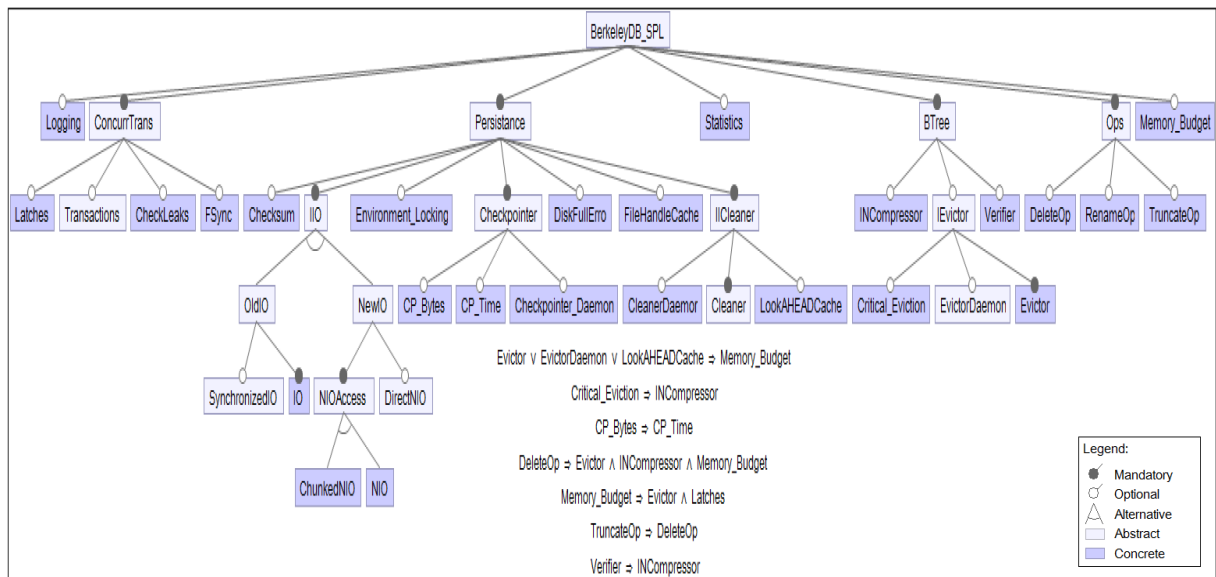 BerkeleyDB_SPL
Logging ConcurrTrans Persistance Statistics BTree Ops Memory_Budget
Latches Transactions CheckLeaks FSync Checksum IIO Environment_Locking Checkpointer DiskFullErro FileHandleCache IICleaner INCompressor IEvictor Verifier DeleteOp RenameOp TruncateOp
OldIO NewIO CP_Bytes CP_Time Checkpointer_Daemon CleanerDaemor Cleaner LookAHEADCache Critical_Eviction EvictorDaemon Evictor
SynchronizedIO IO NIOAccess DirectNIO
ChunkedNIO NIO
Evictor ∨ EvictorDaemon ∨ LookAHEADCache ⇒ Memory_Budget
Critical_Eviction ⇒ INCompressor
CP_Bytes ⇒ CP_Time
DeleteOp ⇒ Evictor ∧ INCompressor ∧ Memory_Budget
Memory_Budget ⇒ Evictor ∧ Latches
TruncateOp ⇒ DeleteOp
Verifier ⇒ INCompressor
Legend:
Mandatory
Optional
Alternative
Abstract
Concrete